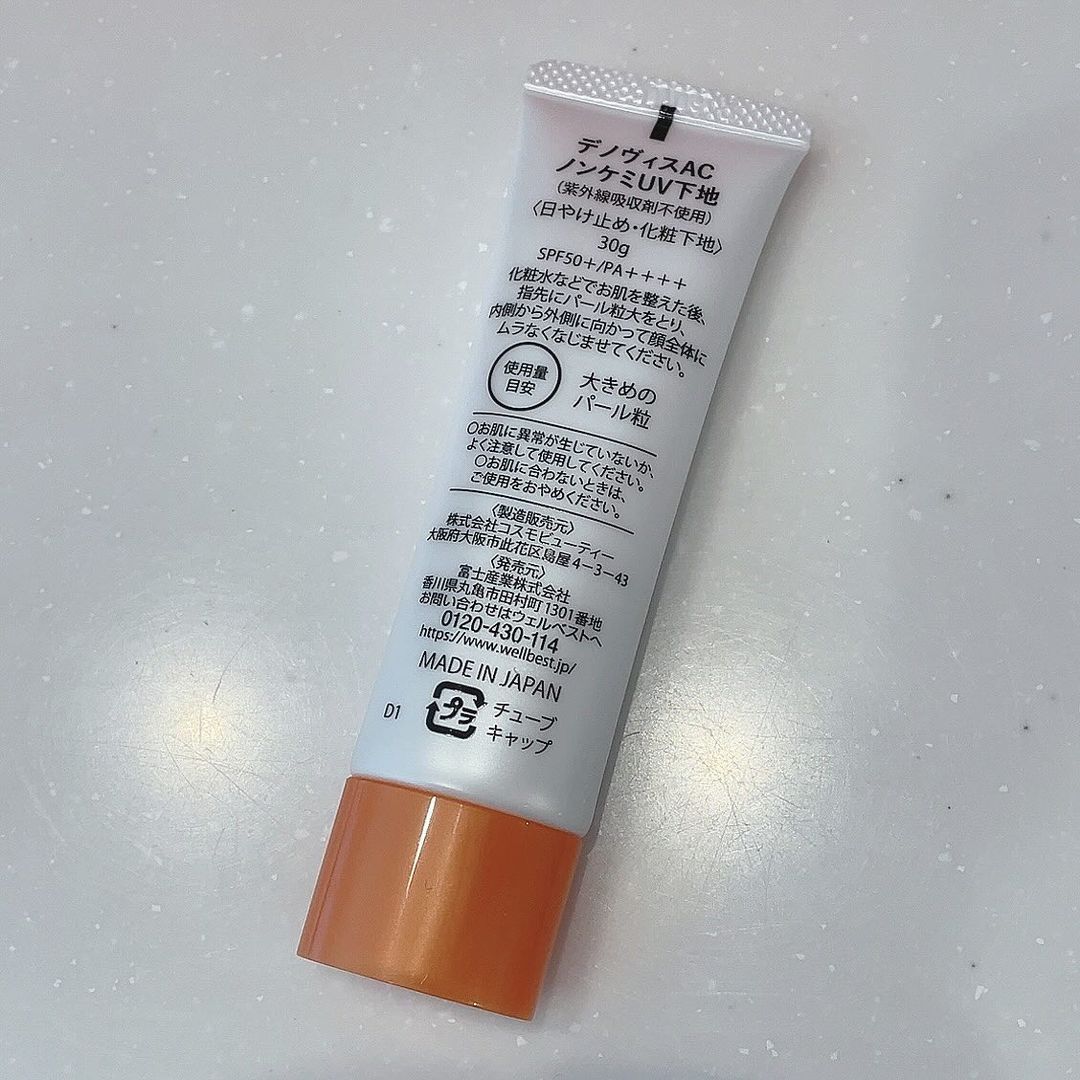 デノヴィスAC
ノンケミUV下地
(紫外線吸収剤不使用)
〈日やけ止め・化粧下地〉
30g
SPF50+/PA++++
化粧水などでお肌を整えた後、
指先にパール粒大をとり、
内側から外側に向かって顔全体に
ムラなくなじませてください。
使用量
目安
大きめの
パール粒
○お肌に異常が生じていないか、
よく注意して使用してください。
○お肌に合わないときは、
ご使用をおやめください。
〈製造販売元〉
株式会社コスモビューティー
大阪府大阪市此花区島屋4-3-43
〈発売元〉
富士産業株式会社
香川県丸亀市田村町1301番地
お問い合わせはウェルベストへ
0120-430-114
https://www.wellbest.jp/
MADE IN JAPAN
D1
プラ
チューブ
キャップ